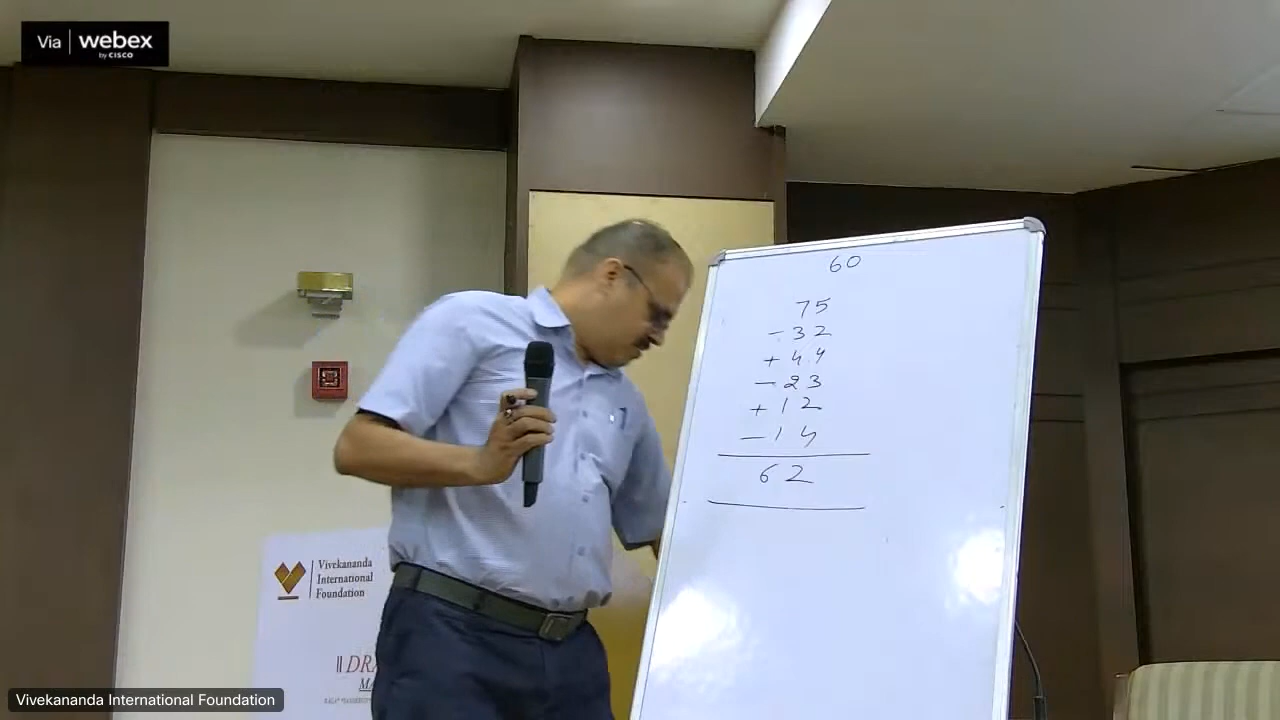 Via webex
by CISCO
60
75
- 32
+ 44
- 23
+ 12
- 14
62
Vivekananda
International
Foundation
Vivekananda International Foundation